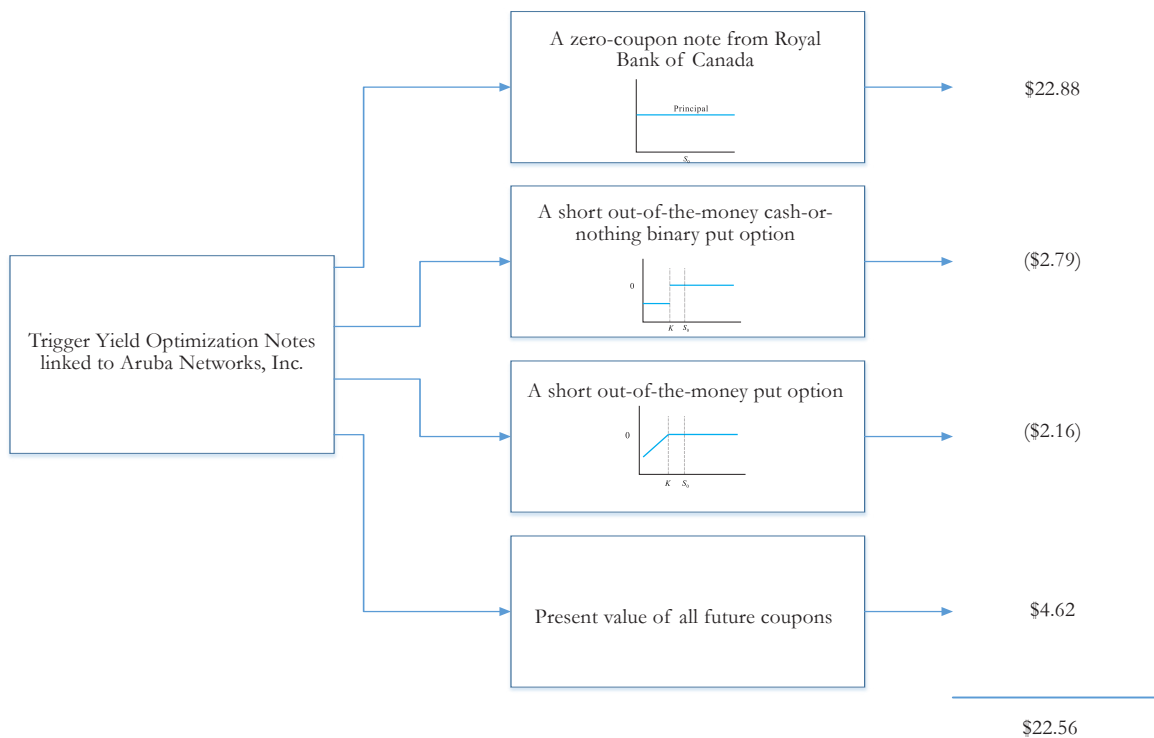 A zero-coupon note from Royal
Bank of Canada
Principal
S₀
$22.88
A short out-of-the-money cash-or-
nothing binary put option
0
K S₀
($2.79)
Trigger Yield Optimization Notes
linked to Aruba Networks, Inc.
A short out-of-the-money put option
0
K S₀
($2.16)
Present value of all future coupons
$4.62
$22.56